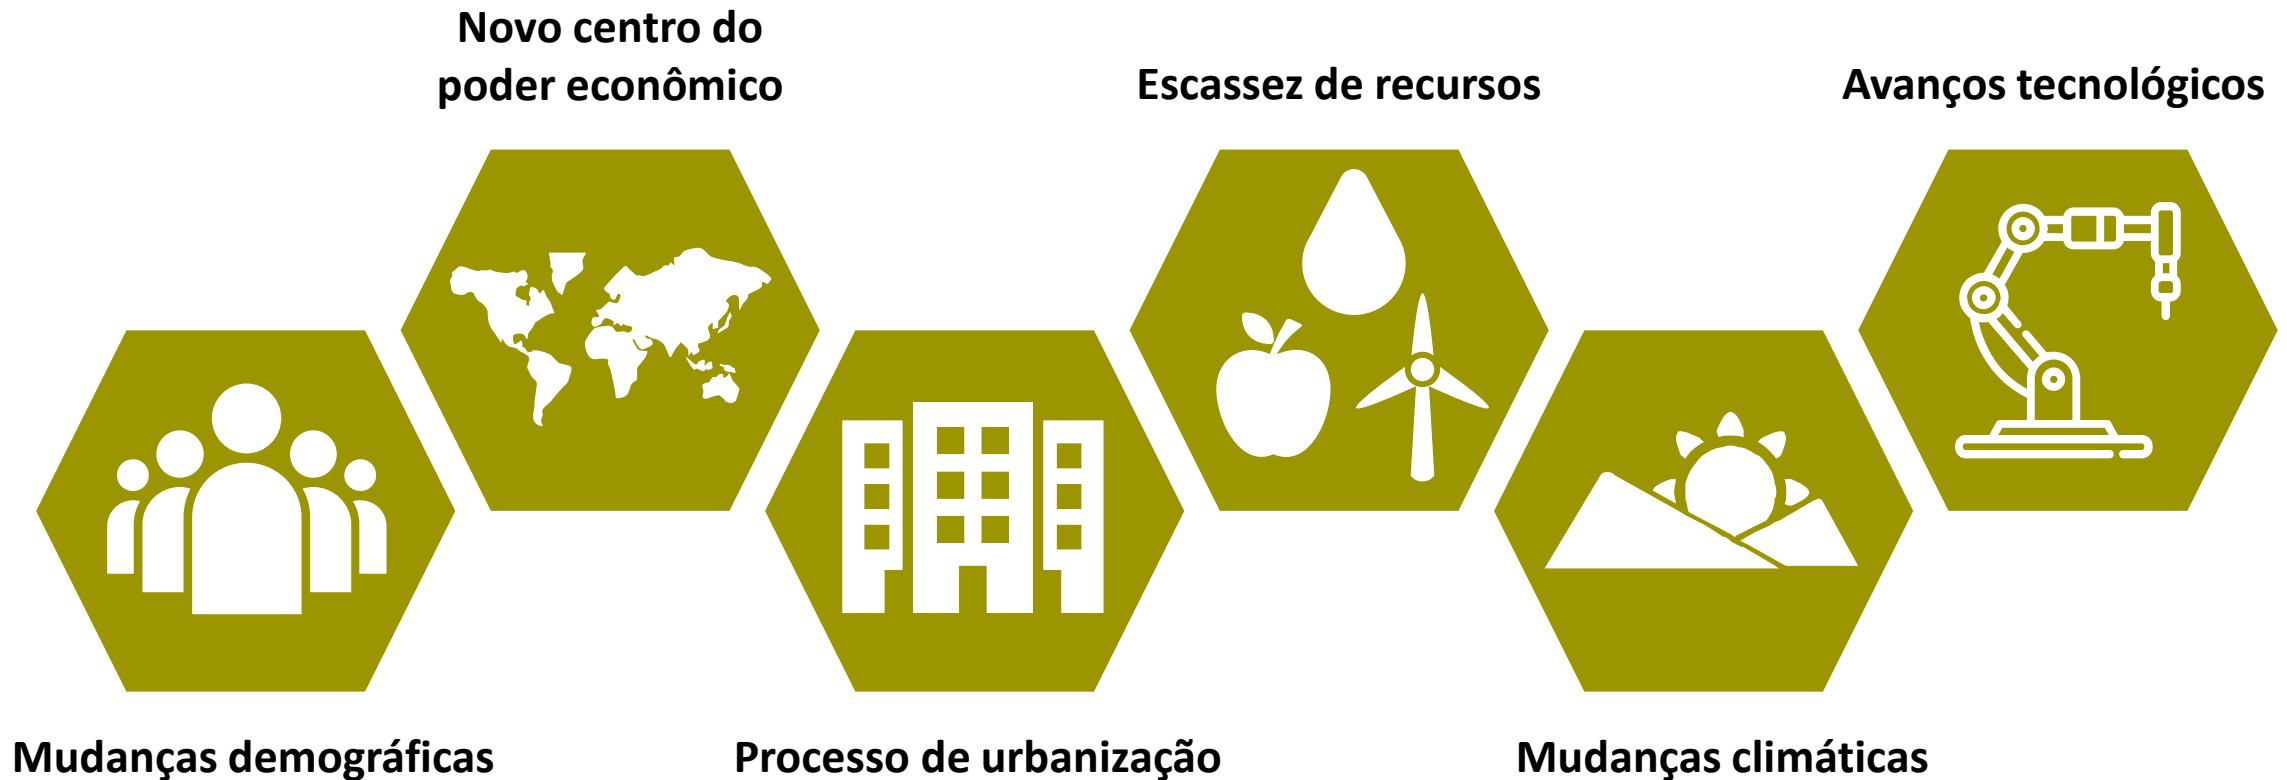 Novo centro do
poder econômico
Escassez de recursos
Avanços tecnológicos
Mudanças demográficas
Processo de urbanização
Mudanças climáticas